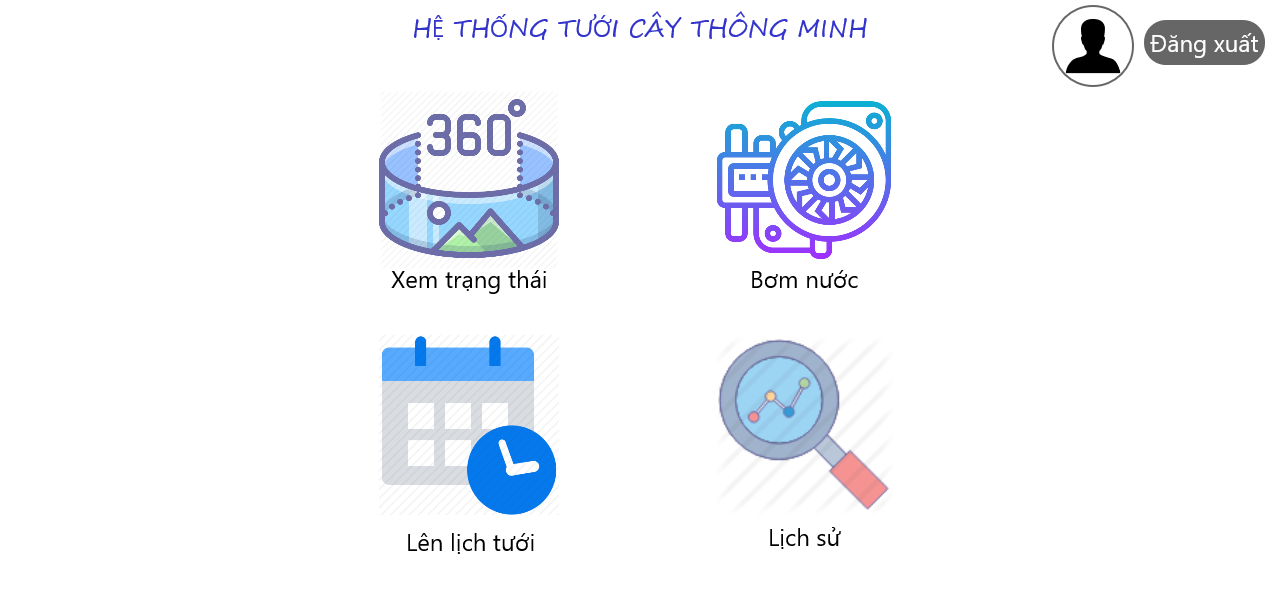 HỆ THỐNG TƯỚI CÂY THÔNG MINH
Đăng xuất
360°
Xem trạng thái
Bơm nước
Lên lịch tưới
Lịch sử